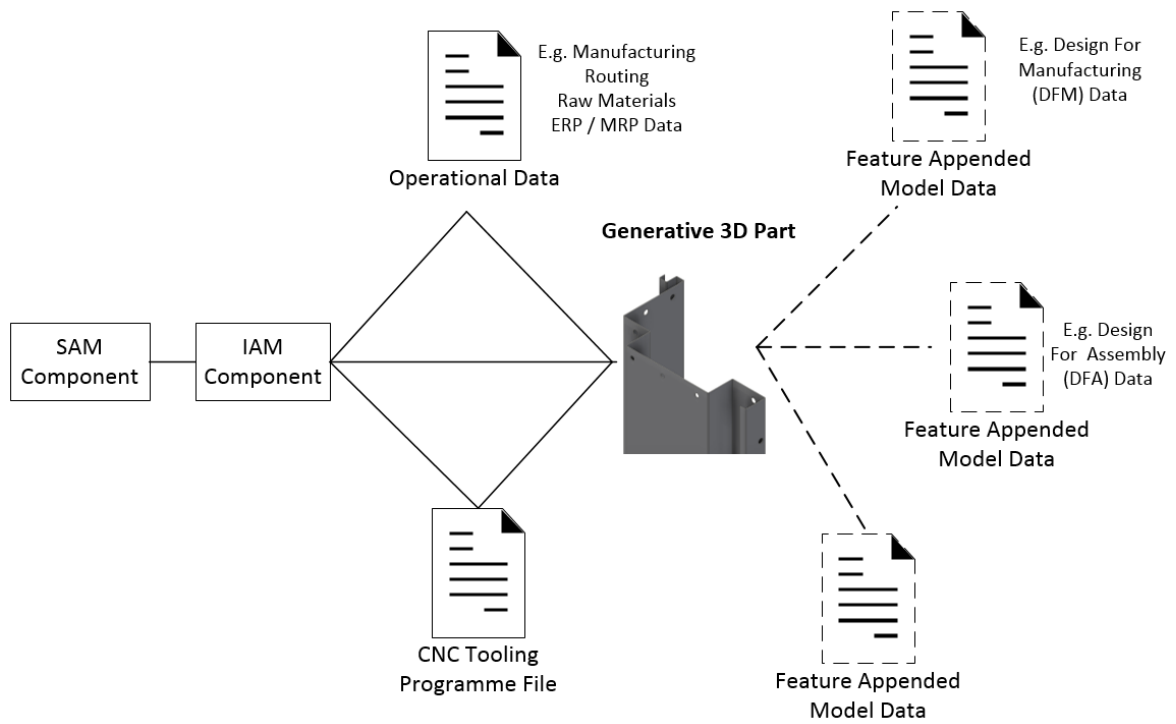 E.g. Manufacturing
Routing
Raw Materials
ERP / MRP Data
Operational Data
E.g. Design For
Manufacturing
(DFM) Data
Feature Appended
Model Data
Generative 3D Part
SAM
Component
IAM
Component
E.g. Design
For Assembly
(DFA) Data
Feature Appended
Model Data
CNC Tooling
Programme File
Feature Appended
Model Data